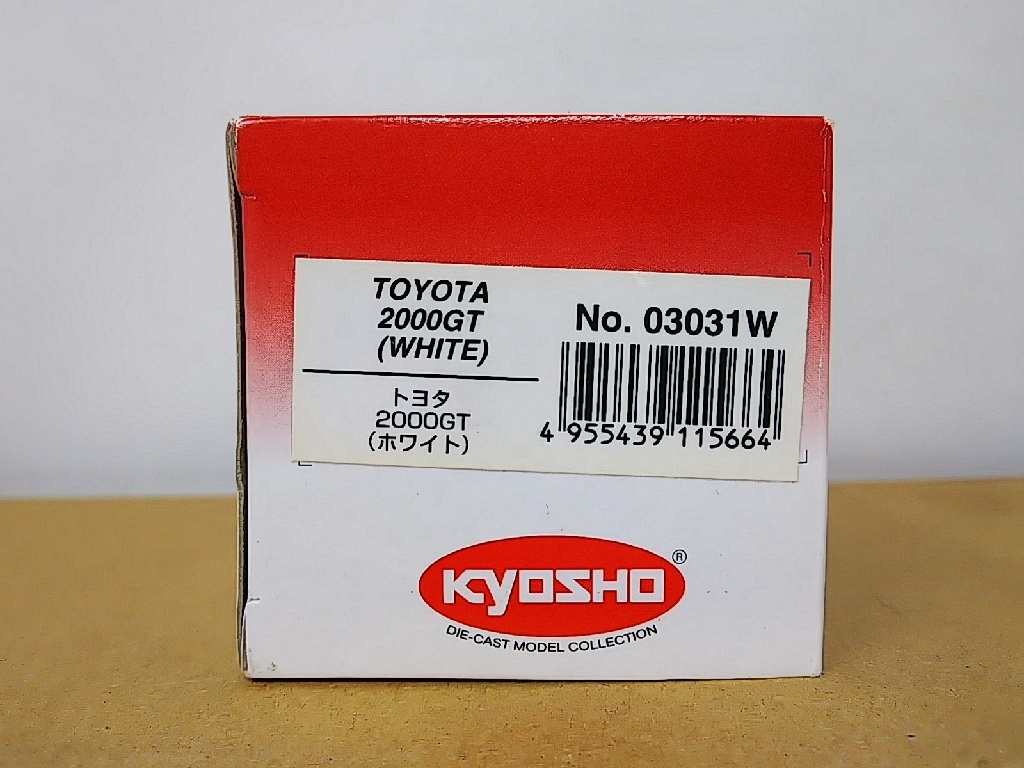 TOYOTA
2000GT
(WHITE)
トヨタ
2000GT
(ホワイト)
No. 03031W
4 955439 115664
KYOSHO ®
DIE-CAST MODEL COLLECTION